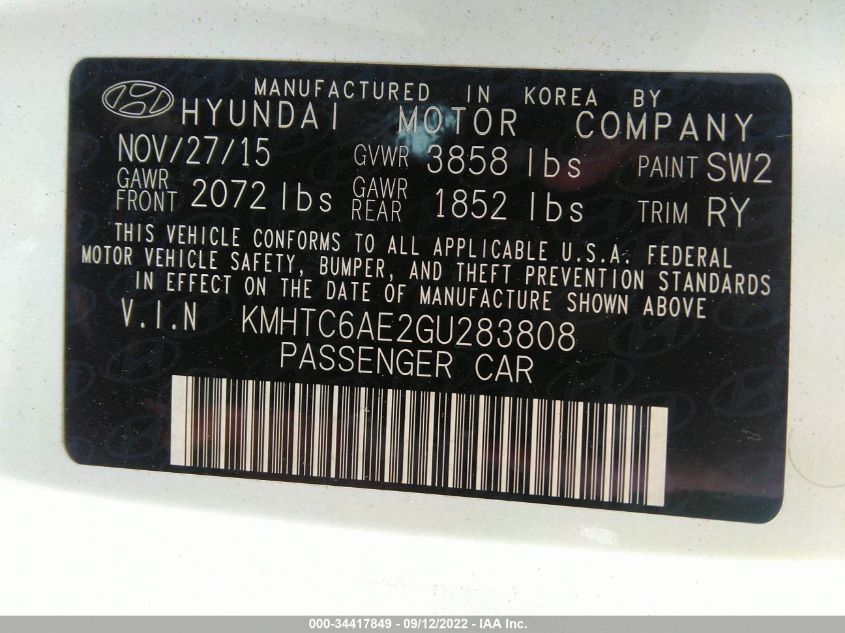 MANUFACTURED IN KOREA BY
HYUNDAI MOTOR COMPANY
NOV/27/15 GVWR 3858 lbs PAINT SW2
GAWR FRONT 2072 lbs GAWR REAR 1852 lbs TRIM RY
THIS VEHICLE CONFORMS TO ALL APPLICABLE U.S.A. FEDERAL
MOTOR VEHICLE SAFETY, BUMPER, AND THEFT PREVENTION STANDARDS
IN EFFECT ON THE DATE OF MANUFACTURE SHOWN ABOVE
V.I.N KMHTC6AE2GU283808
PASSENGER CAR
000-34417849 - 09/12/2022 - IAA Inc.